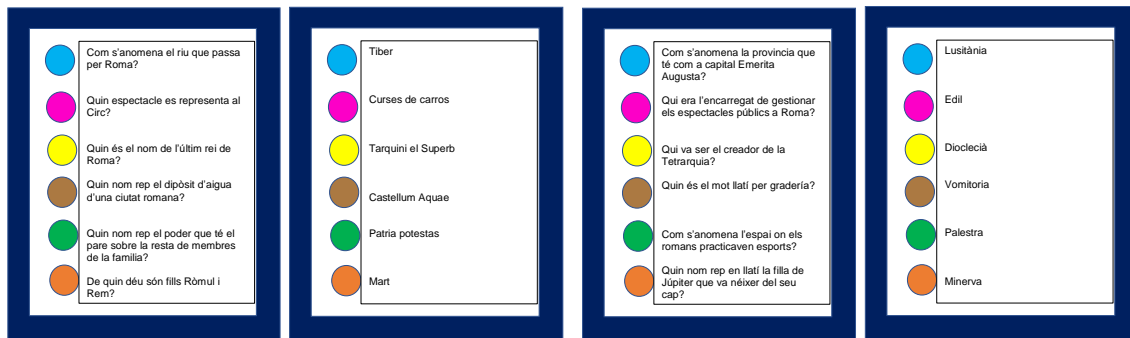 Com s'anomena el riu que passa
per Roma?
Quin espectacle es representa al
Circ?
Quin és el nom de l'últim rei de
Roma?
Quin nom rep el dipòsit d'aigua
d'una ciutat romana?
Quin nom rep el poder que té el
pare sobre la resta de membres
de la familia?
De quin déu són fills Ròmul i
Rem?
Tiber
Curses de carros
Tarquini el Superb
Castellum Aquae
Patria potestas
Mart
Com s'anomena la provincia que
té com a capital Emerita
Augusta?
Qui era l'encarregat de gestionar
els espectacles públics a Roma?
Qui va ser el creador de la
Tetrarquia?
Quin és el mot llatí per gradería?
Com s'anomena l'espai on els
romans practicaven esports?
Quin nom rep en llatí la filla de
Júpiter que va néixer del seu
cap?
Lusitània
Edil
Dioclecià
Vomitoria
Palestra
Minerva